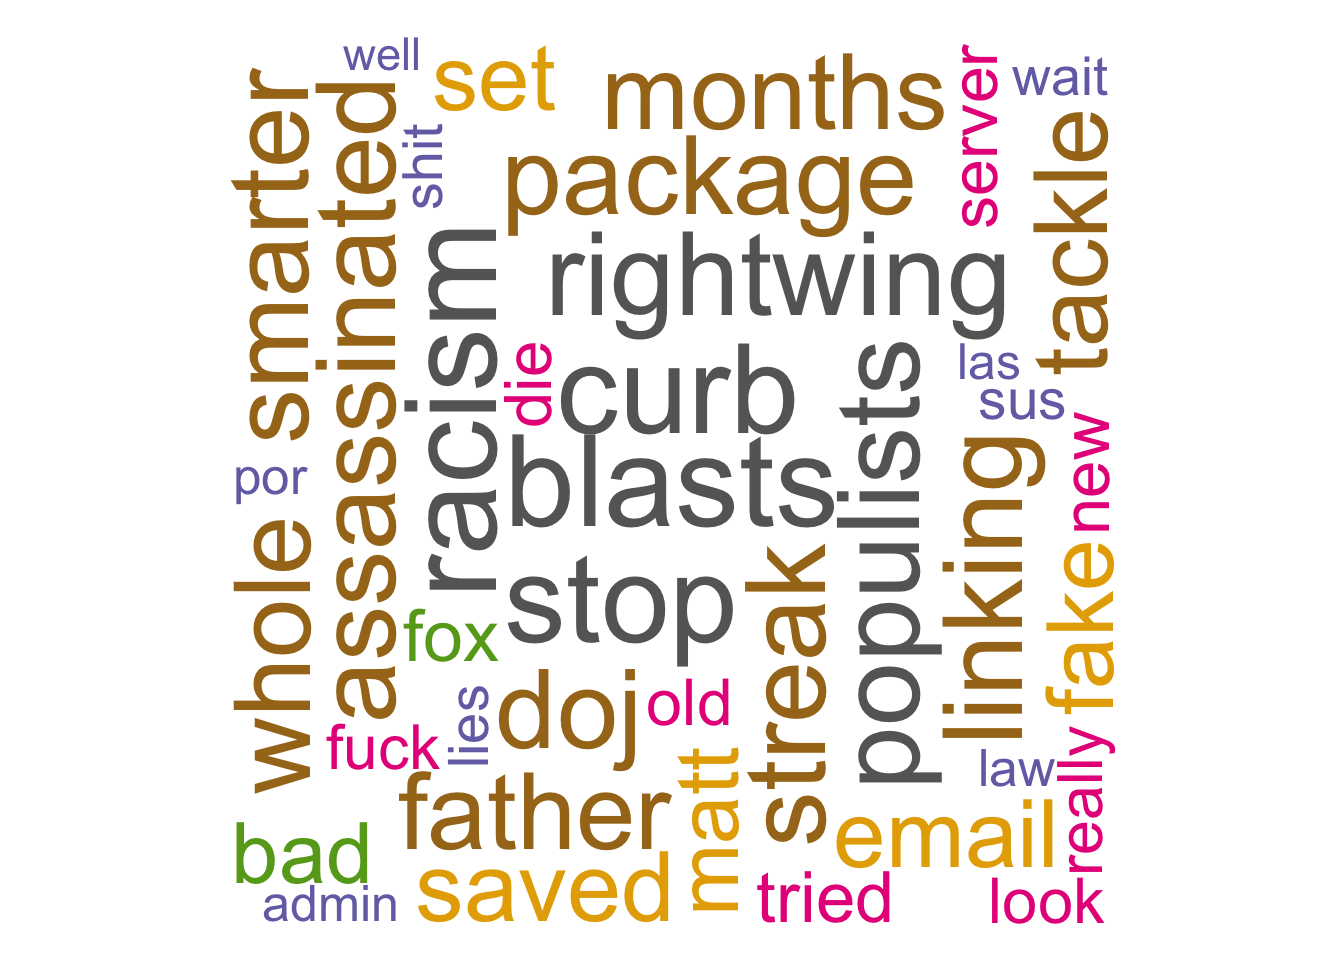 well
set
months
server
wait
smarter
assassinated
shit
package
tackle
racism
rightwing
die
curb
populists
las
sus
por
blasts
linking
new
whole
stop
streak
fake
fox
doj
old
lies
fuck
matt
law
really
father
email
bad
saved
admin
tried
look